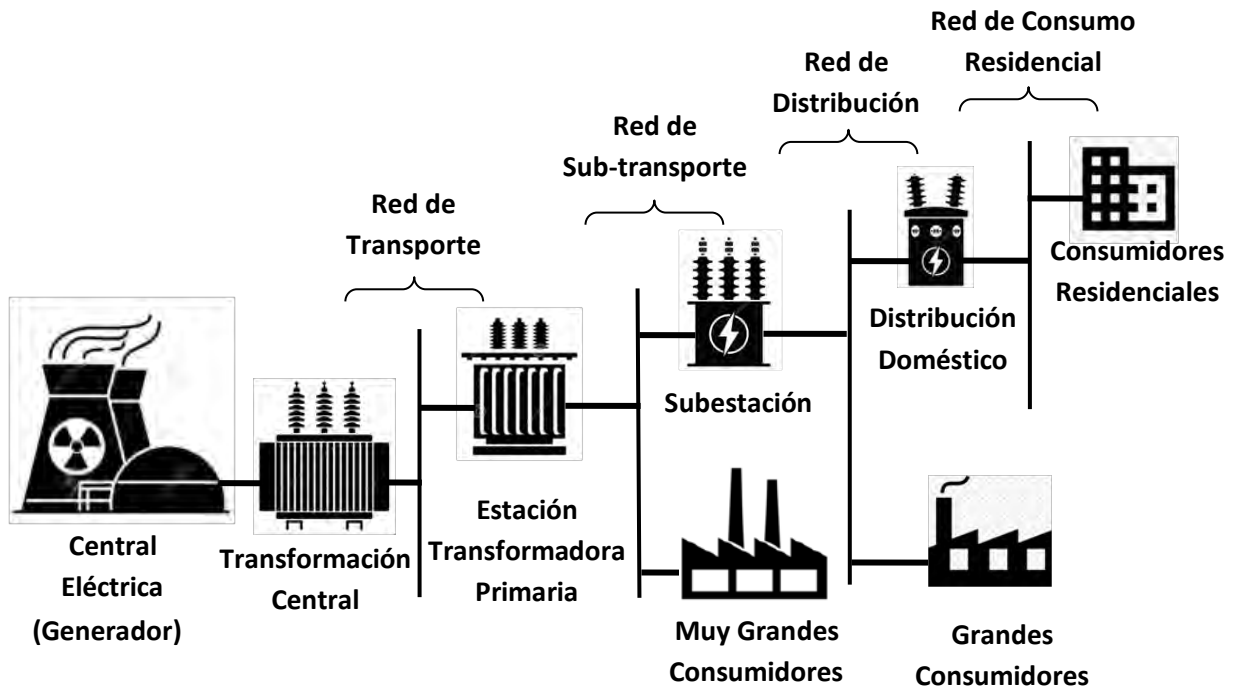 Red de Consumo
Residencial
Red de
Distribución
Red de
Sub-transporte
Red de
Transporte
Consumidores
Residenciales
Distribución
Doméstico
Subestación
Estación
Transformadora
Primaria
Transformación
Central
Central
Eléctrica
(Generador)
Muy Grandes
Consumidores
Grandes
Consumidores